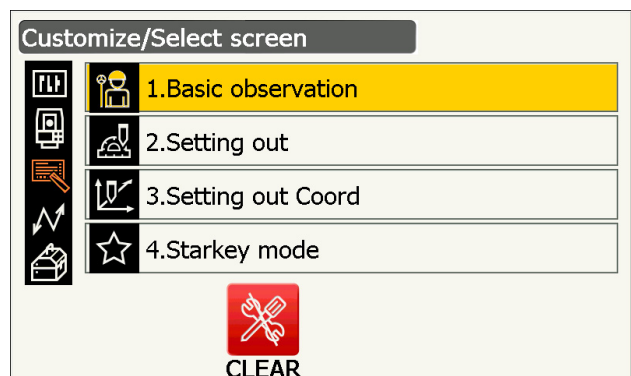 Customize/Select screen
1.Basic observation
2.Setting out
3.Setting out Coord
4.Starkey mode
CLEAR